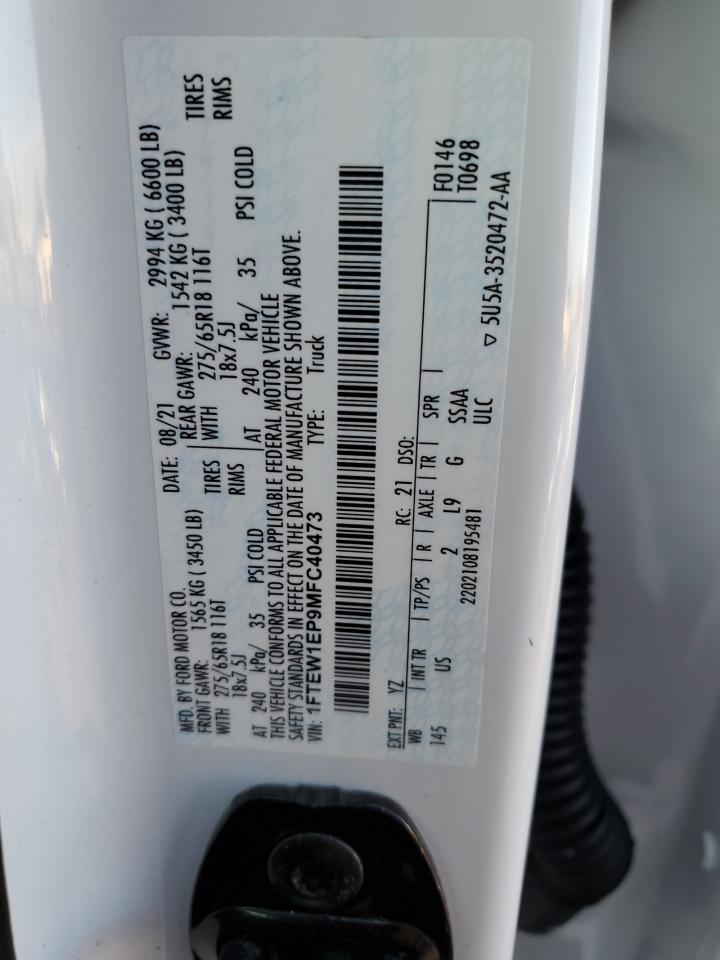 MFD. BY FORD MOTOR CO. DATE: 08/21 GVWR: 2994 KG ( 6600 LB)
FRONT GAWR: 1565 KG ( 3450 LB) REAR GAWR: 1542 KG ( 3400 LB)
WITH 275/65R18 116T TIRES WITH 275/65R18 116T TIRES
18x7.5J RIMS 18x7.5J RIMS
AT 240 kPa/ 35 PSI COLD AT 240 kPa/ 35 PSI COLD
THIS VEHICLE CONFORMS TO ALL APPLICABLE FEDERAL MOTOR VEHICLE
SAFETY STANDARDS IN EFFECT ON THE DATE OF MANUFACTURE SHOWN ABOVE.
VIN: 1FTEW1EP9MFC40473 TYPE: Truck
EXT PNT: YZ RC: 21 DSO: F0146
WB INT TR TP/PS R AXLE TR SPR T0698
145 US 2 L9 G SSAA
2202108195481 ULC ▽ 5U5A-3520472-AA